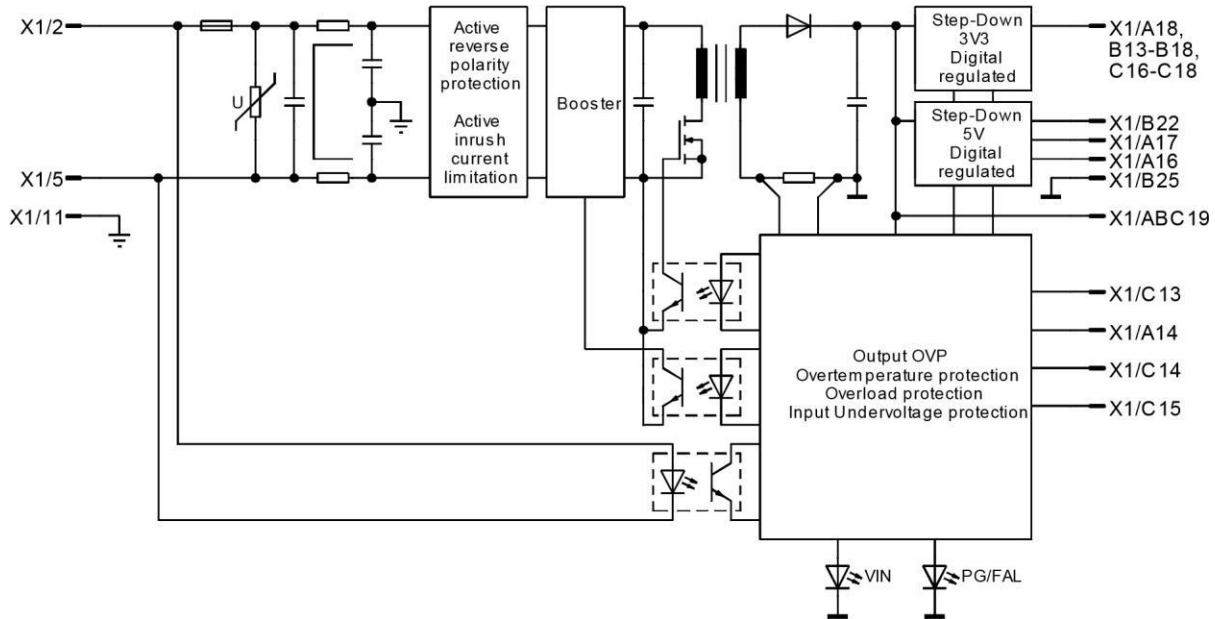 X1/2
X1/5
X1/11
U
Active
reverse
polarity
protection
Active
inrush
current
limitation
Booster
Step-Down
3V3
Digital
regulated
Step-Down
5V
Digital
regulated
X1/A18,
B13-B18,
C16-C18
X1/B22
X1/A17
X1/A16
X1/B25
X1/ABC19
X1/C13
X1/A14
X1/C14
X1/C15
Output OVP
Overtemperature protection
Overload protection
Input Undervoltage protection
VIN
PG/FAL